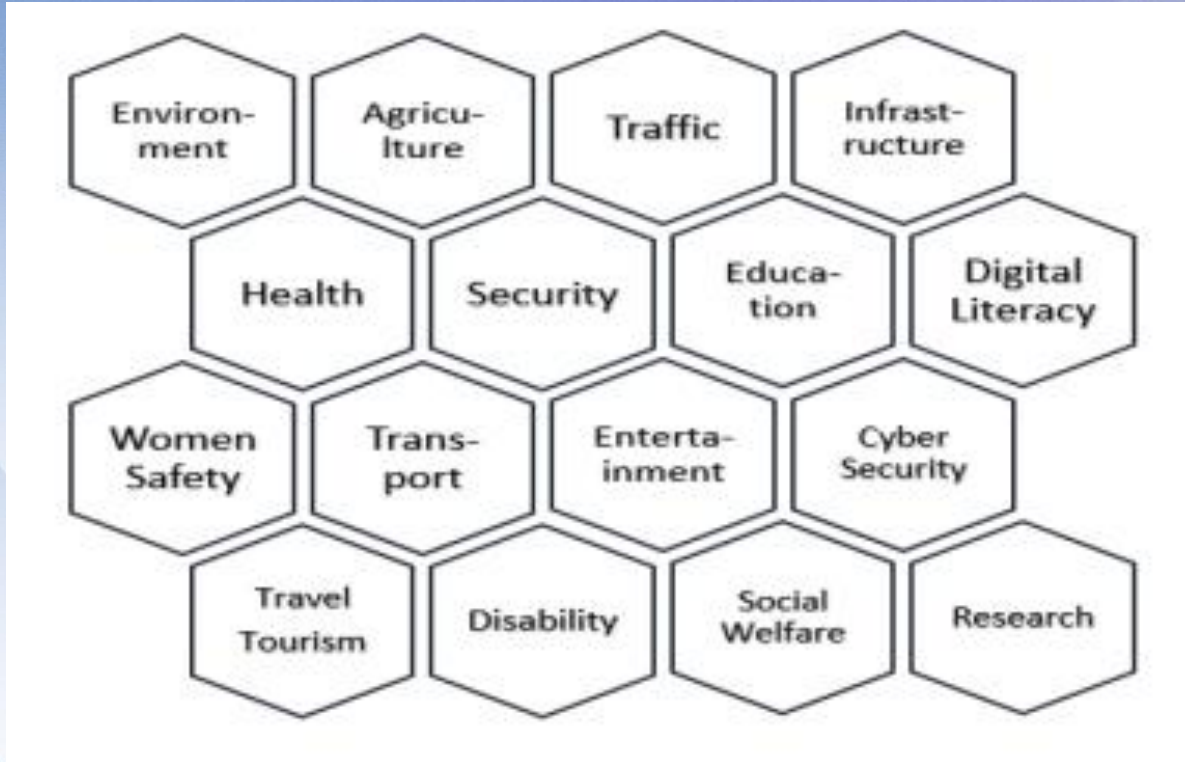 Environ-
ment
Agricu-
lture
Traffic
Infrast-
ructure
Health
Security
Educa-
tion
Digital
Literacy
Women
Safety
Trans-
port
Enterta-
inment
Cyber
Security
Travel
Tourism
Disability
Social
Welfare
Research